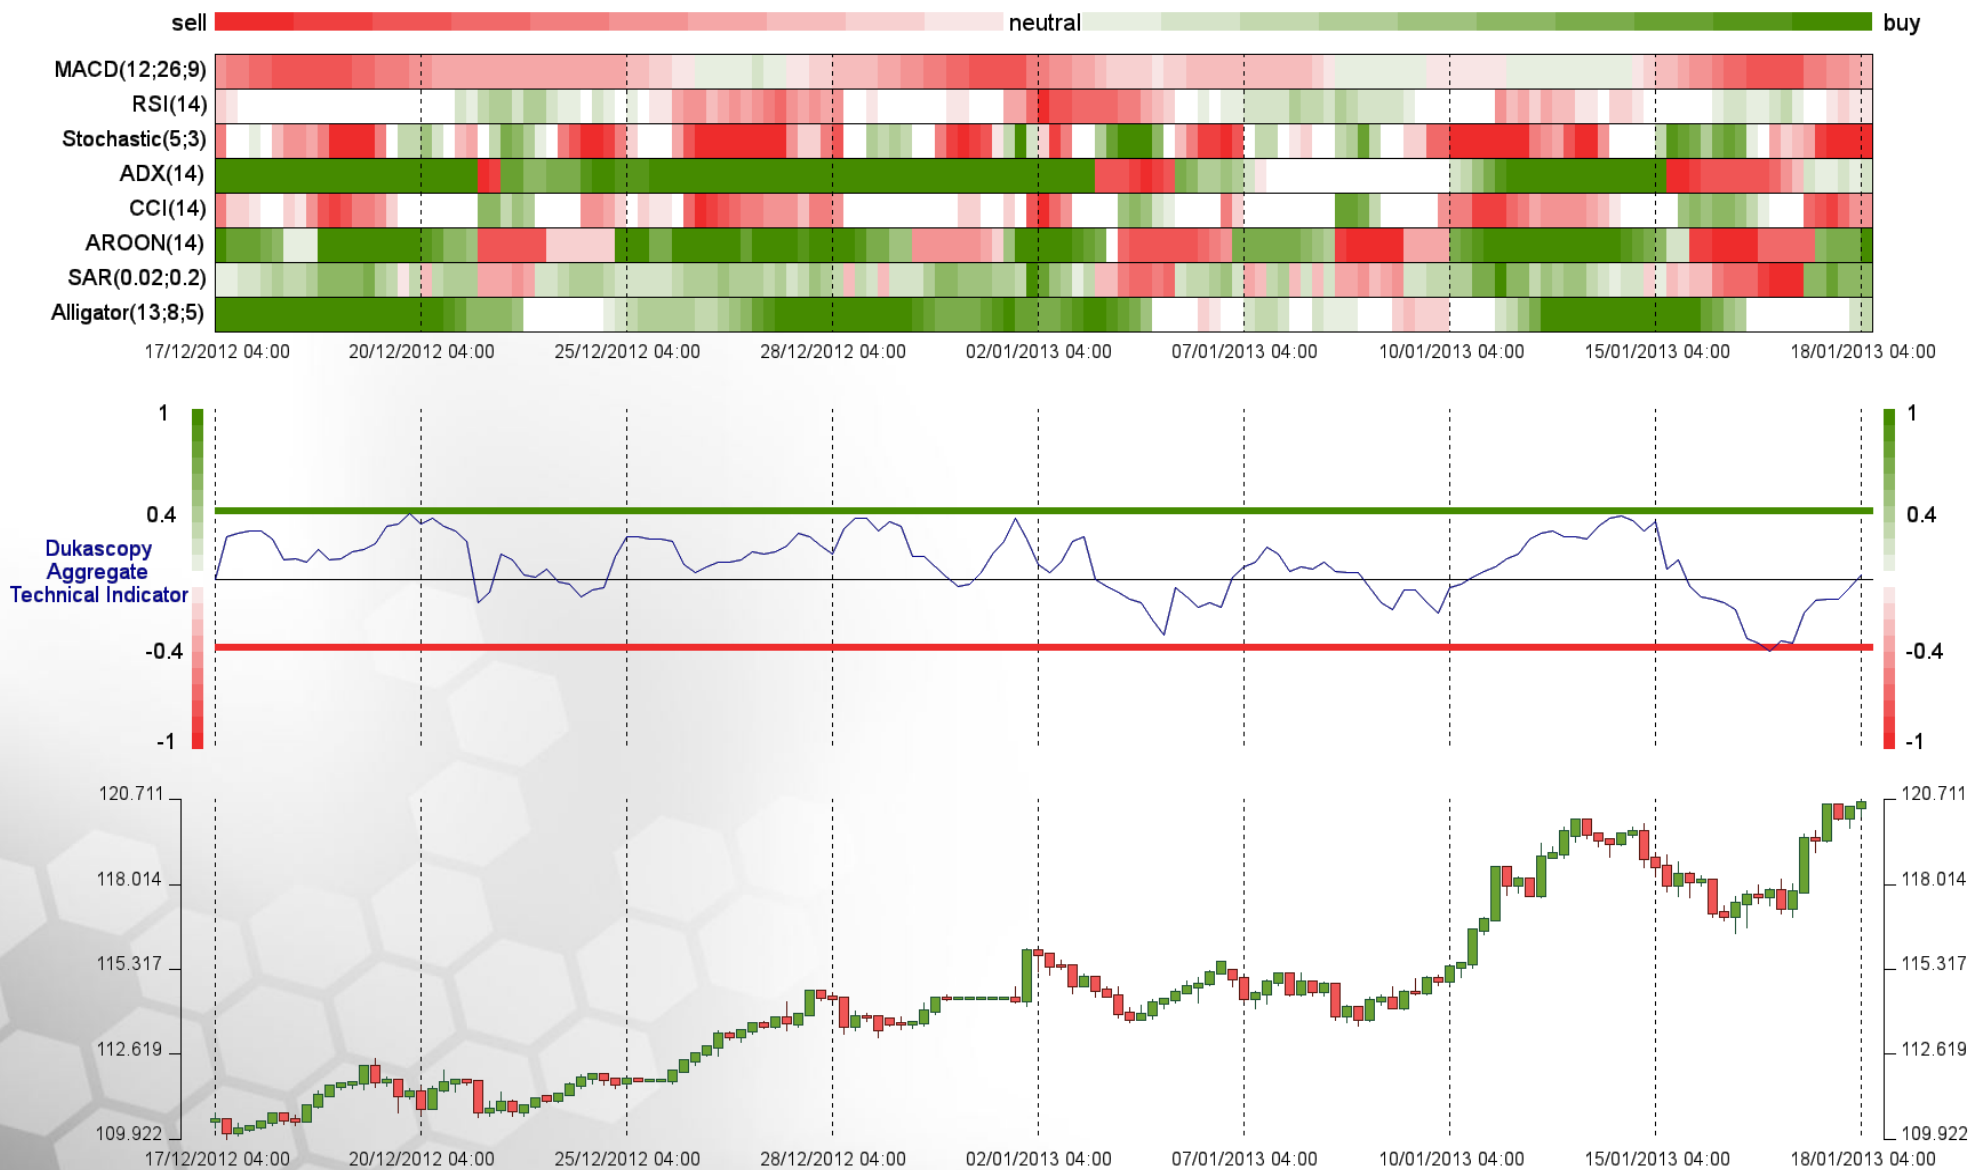 sell neutral buy
MACD(12;26;9)
RSI(14)
Stochastic(5;3)
ADX(14)
CCI(14)
AROON(14)
SAR(0.02;0.2)
Alligator(13;8;5)
17/12/2012 04:00 20/12/2012 04:00 25/12/2012 04:00 28/12/2012 04:00 02/01/2013 04:00 07/01/2013 04:00 10/01/2013 04:00 15/01/2013 04:00 18/01/2013 04:00
1 1
0.4 0.4
Dukascopy
Aggregate
Technical Indicator
-0.4 -0.4
-1 -1
120.711 120.711
118.014 118.014
115.317 115.317
112.619 112.619
109.922 109.922
17/12/2012 04:00 20/12/2012 04:00 25/12/2012 04:00 28/12/2012 04:00 02/01/2013 04:00 07/01/2013 04:00 10/01/2013 04:00 15/01/2013 04:00 18/01/2013 04:00